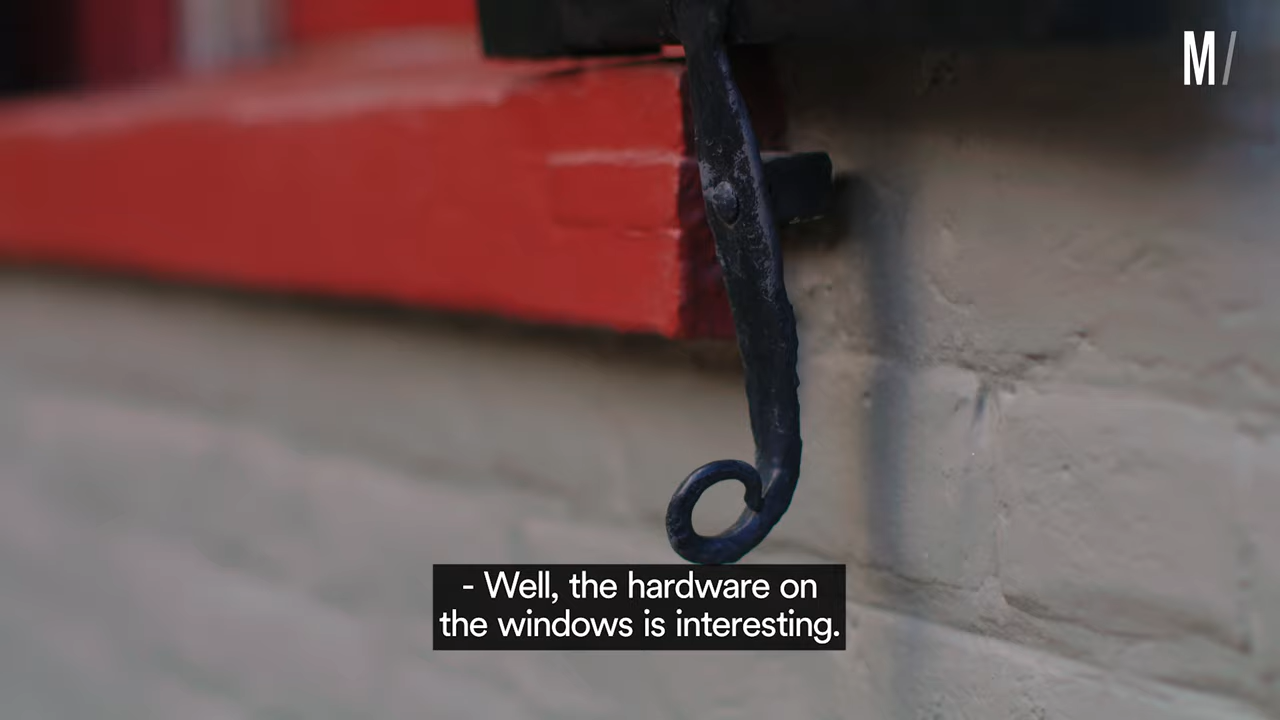 M/
- Well, the hardware on
the windows is interesting.